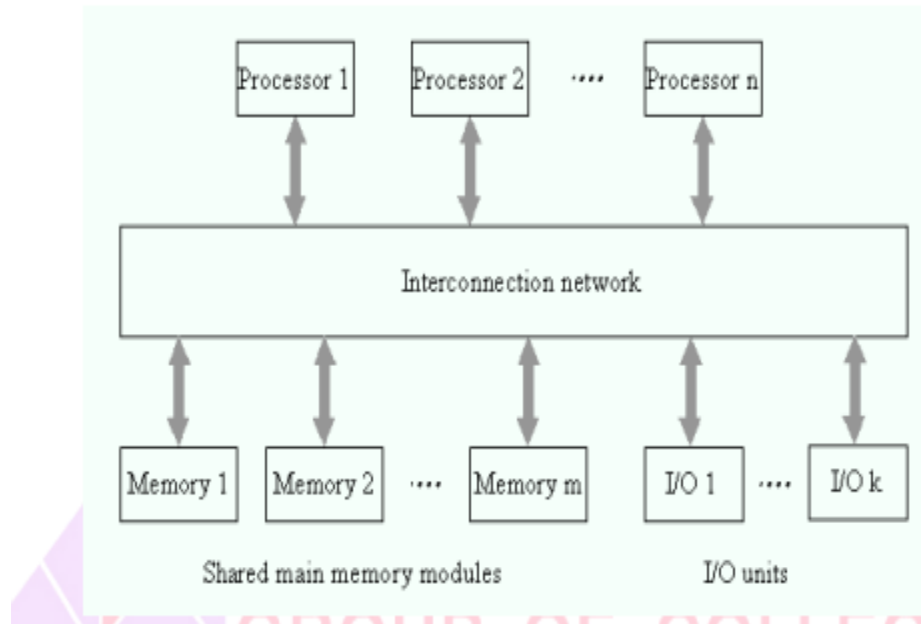 Processor 1 Processor 2 .... Processor n
Interconnection network
Memory 1 Memory 2 .... Memory m I/O 1 .... I/O k
Shared main memory modules I/O units